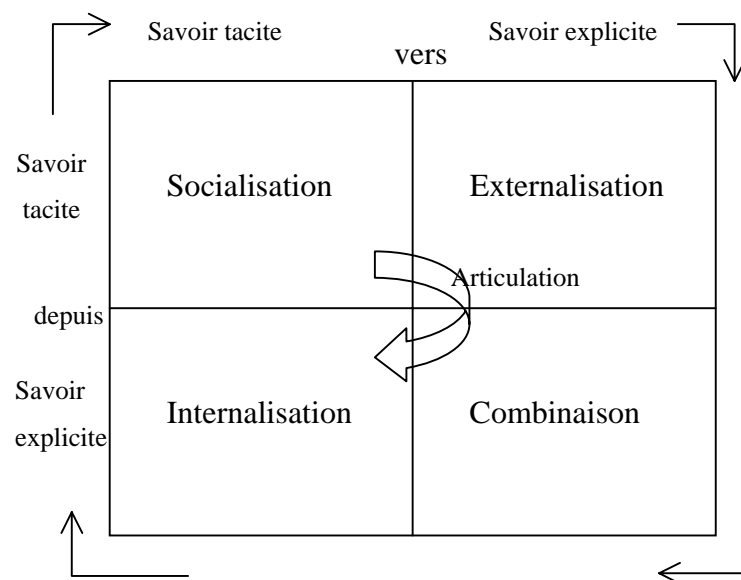 Savoir tacite
Savoir explicite
vers
Savoir
tacite
Socialisation
Externalisation
Articulation
depuis
Savoir
explicite
Internalisation
Combinaison